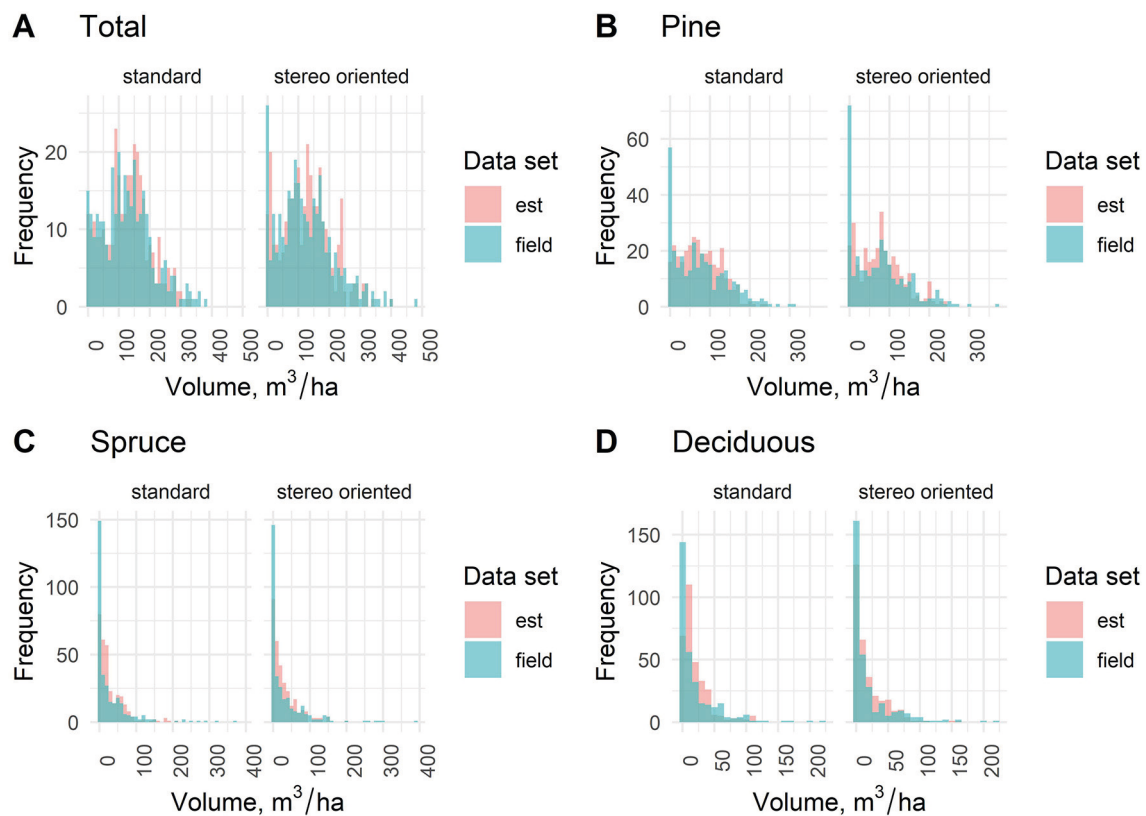 A Total
standard stereo oriented
Frequency
20
10
0
0 100 200 300 400 500 0 100 200 300 400 500
Volume, m³/ha
Data set
est
field
B Pine
standard stereo oriented
Frequency
60
40
20
0
0 100 200 300 0 100 200 300
Volume, m³/ha
Data set
est
field
C Spruce
standard stereo oriented
Frequency
150
100
50
0
0 100 200 300 400 0 100 200 300 400
Volume, m³/ha
Data set
est
field
D Deciduous
standard stereo oriented
Frequency
150
100
50
0
0 50 100 150 200 0 50 100 150 200
Volume, m³/ha
Data set
est
field